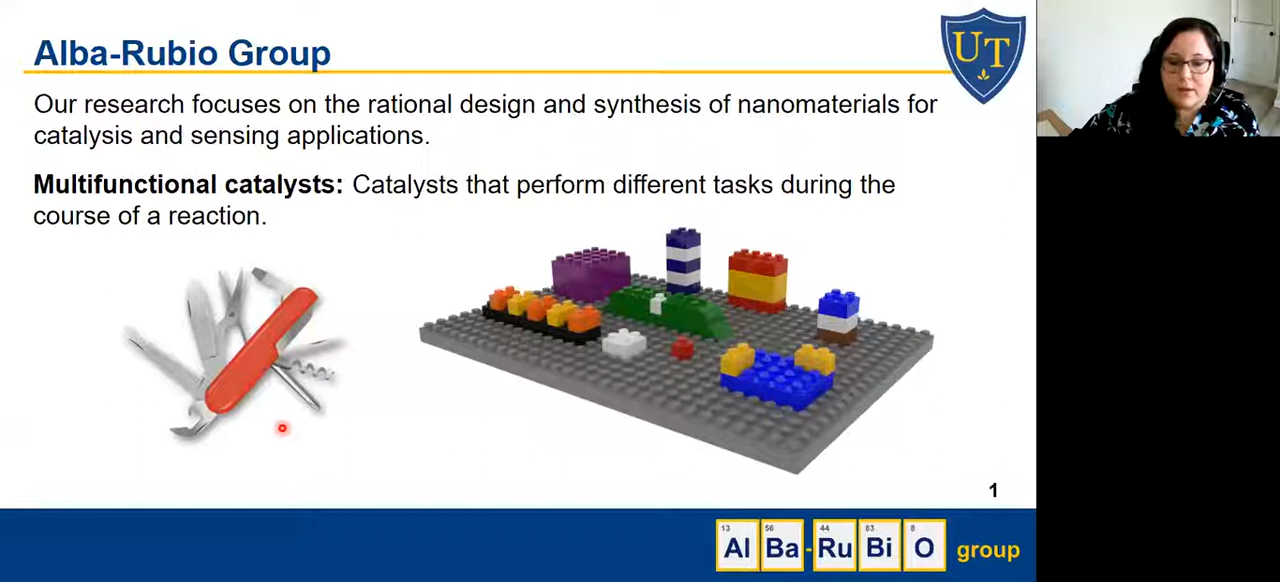 Alba-Rubio Group
UT
Our research focuses on the rational design and synthesis of nanomaterials for
catalysis and sensing applications.
Multifunctional catalysts: Catalysts that perform different tasks during the
course of a reaction.
1
13 56 44 83 8
Al Ba-Ru Bi O group